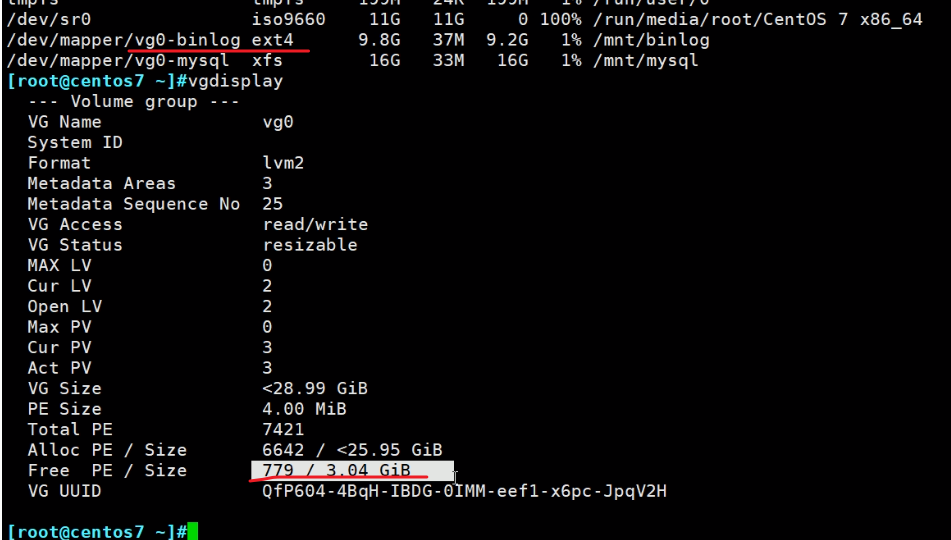 tmpfs tmpfs 199M 24K 199M 1% /run/user/0
/dev/sr0 iso9660 11G 11G 0 100% /run/media/root/CentOS 7 x86_64
/dev/mapper/vg0-binlog ext4 9.8G 37M 9.2G 1% /mnt/binlog
/dev/mapper/vg0-mysql xfs 16G 33M 16G 1% /mnt/mysql
[root@centos7 ~]#vgdisplay
--- Volume group ---
VG Name vg0
System ID
Format lvm2
Metadata Areas 3
Metadata Sequence No 25
VG Access read/write
VG Status resizable
MAX LV 0
Cur LV 2
Open LV 2
Max PV 0
Cur PV 3
Act PV 3
VG Size <28.99 GiB
PE Size 4.00 MiB
Total PE 7421
Alloc PE / Size 6642 / <25.95 GiB
Free PE / Size 779 / 3.04 GiB
VG UUID QfP604-4BqH-IBDG-0IMM-eef1-x6pc-JpqV2H
[root@centos7 ~]#